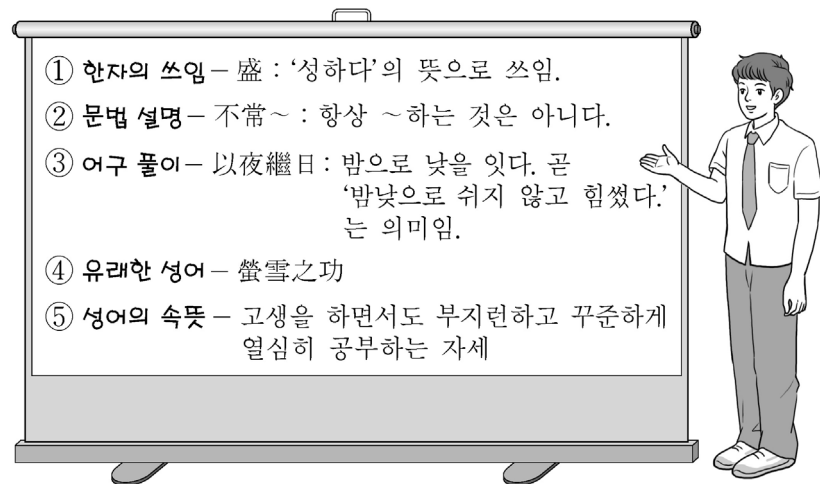 ① 한자의 쓰임 – 盛 : ‘성하다’의 뜻으로 쓰임.
② 문법 설명 – 不常～ : 항상 ～하는 것은 아니다.
③ 어구 풀이 – 以夜繼日 : 밤으로 낮을 잇다. 곧
‘밤낮으로 쉬지 않고 힘썼다.’
는 의미임.
④ 유래한 성어 – 螢雪之功
⑤ 성어의 속뜻 – 고생을 하면서도 부지런하고 꾸준하게
열심히 공부하는 자세